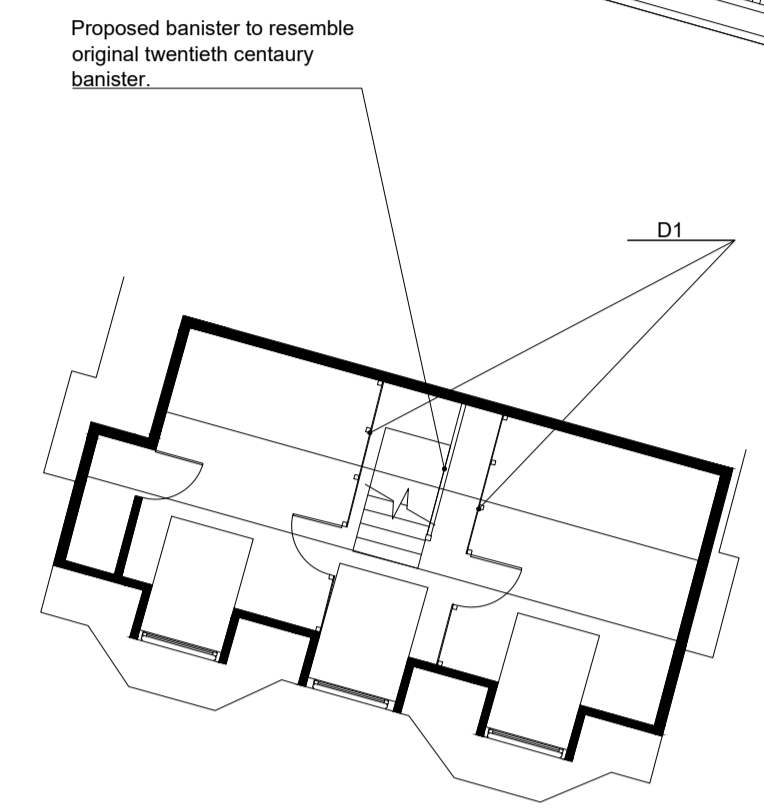 Proposed banister to resemble
original twentieth centaury
banister.
D1